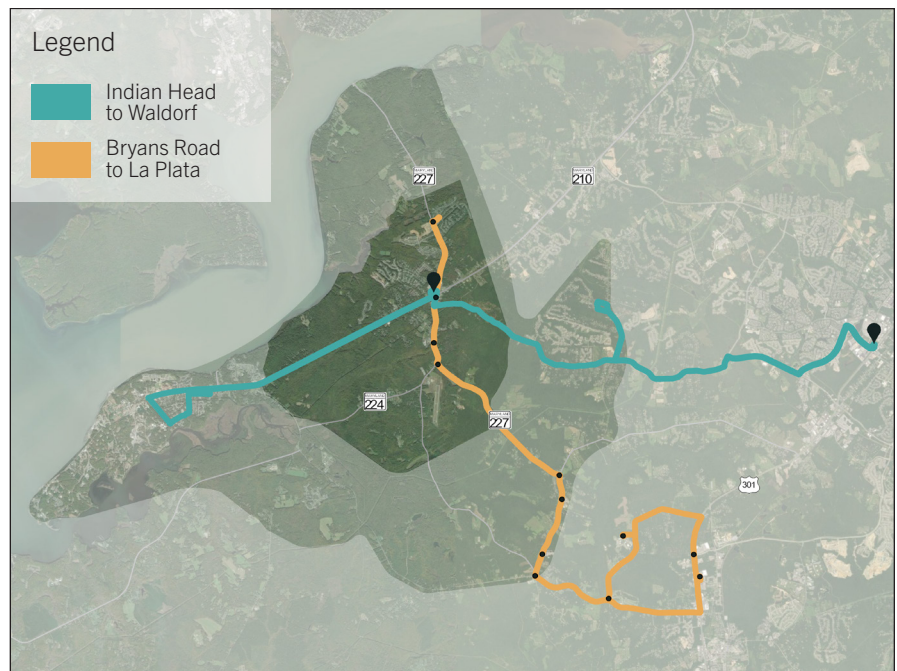 Legend
Indian Head
to Waldorf
Bryans Road
to La Plata
227
210
224
227
301